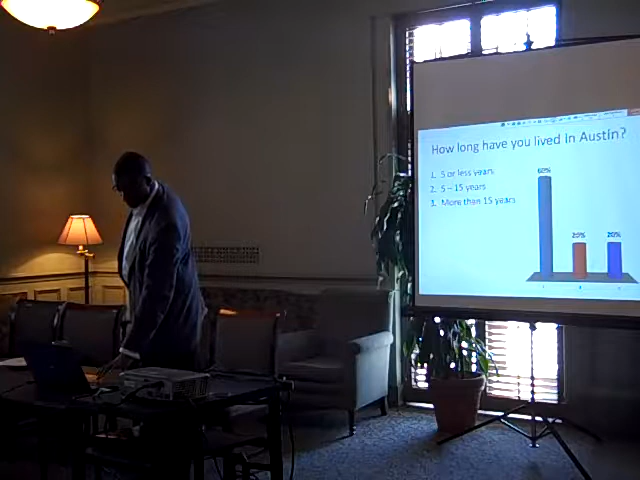 How long have you lived in Austin?
1. 5 or less years
2. 5 – 15 years
3. More than 15 years
60%
20%
20%